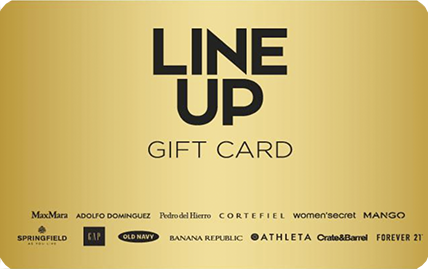 LINE
UP
GIFT CARD
MaxMara ADOLFO DOMINGUEZ Pedro del Hierro CORTEFIEL women'secret MANGO
SPRINGFIELD GAP OLD NAVY BANANA REPUBLIC ATHLETA Crate&Barrel FOREVER 21